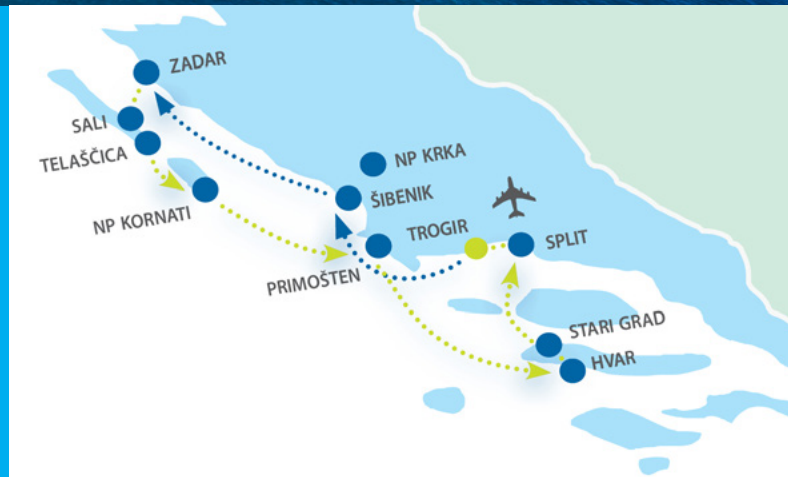 ZADAR
SALI
TELAŠČICA
NP KRKA
NP KORNATI
ŠIBENIK
TROGIR
SPLIT
PRIMOŠTEN
STARI GRAD
HVAR